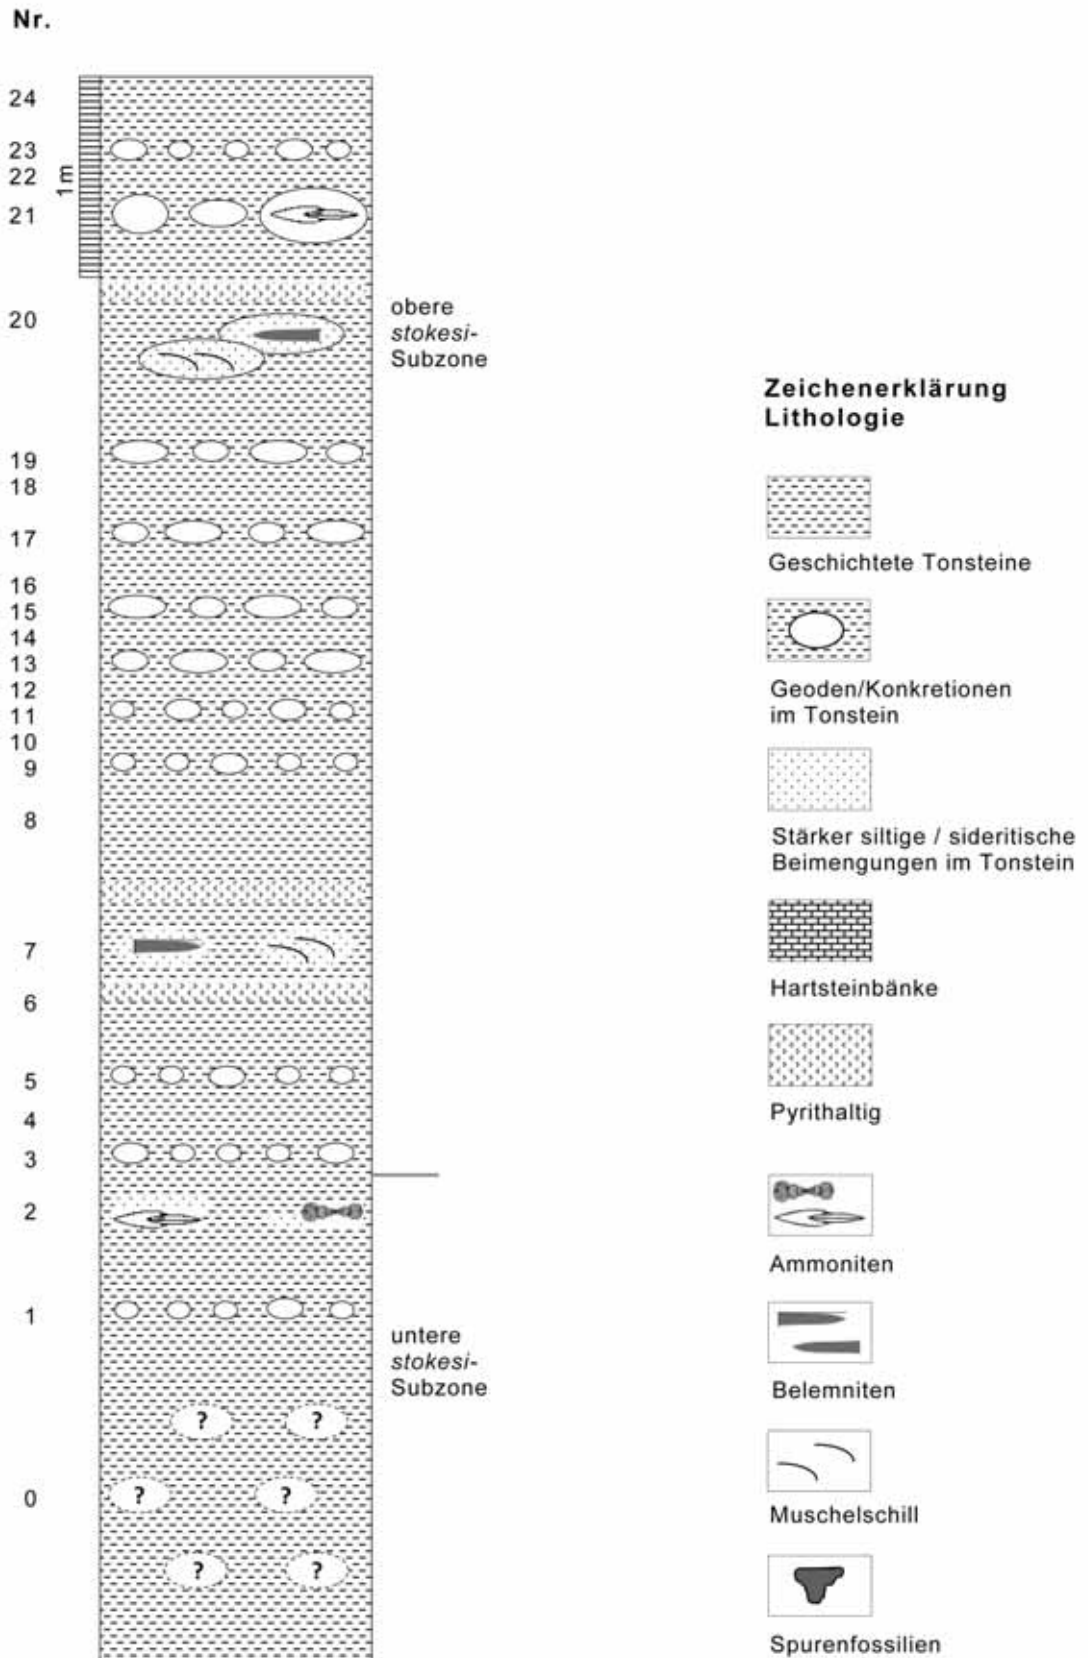 Nr.
24
23
22
1m
21
20
obere
stokesi-
Subzone
19
18
17
16
15
14
13
12
11
10
9
8
7
6
5
4
3
2
1
untere
stokesi-
Subzone
? ?
0
? ?
? ?
Zeichenerklärung
Lithologie
Geschichtete Tonsteine
Geoden/Konkretionen
im Tonstein
Stärker siltige / sideritische
Beimengungen im Tonstein
Hartsteinbänke
Pyrithaltig
Ammoniten
Belemniten
Muschelschill
Spurenfossilien